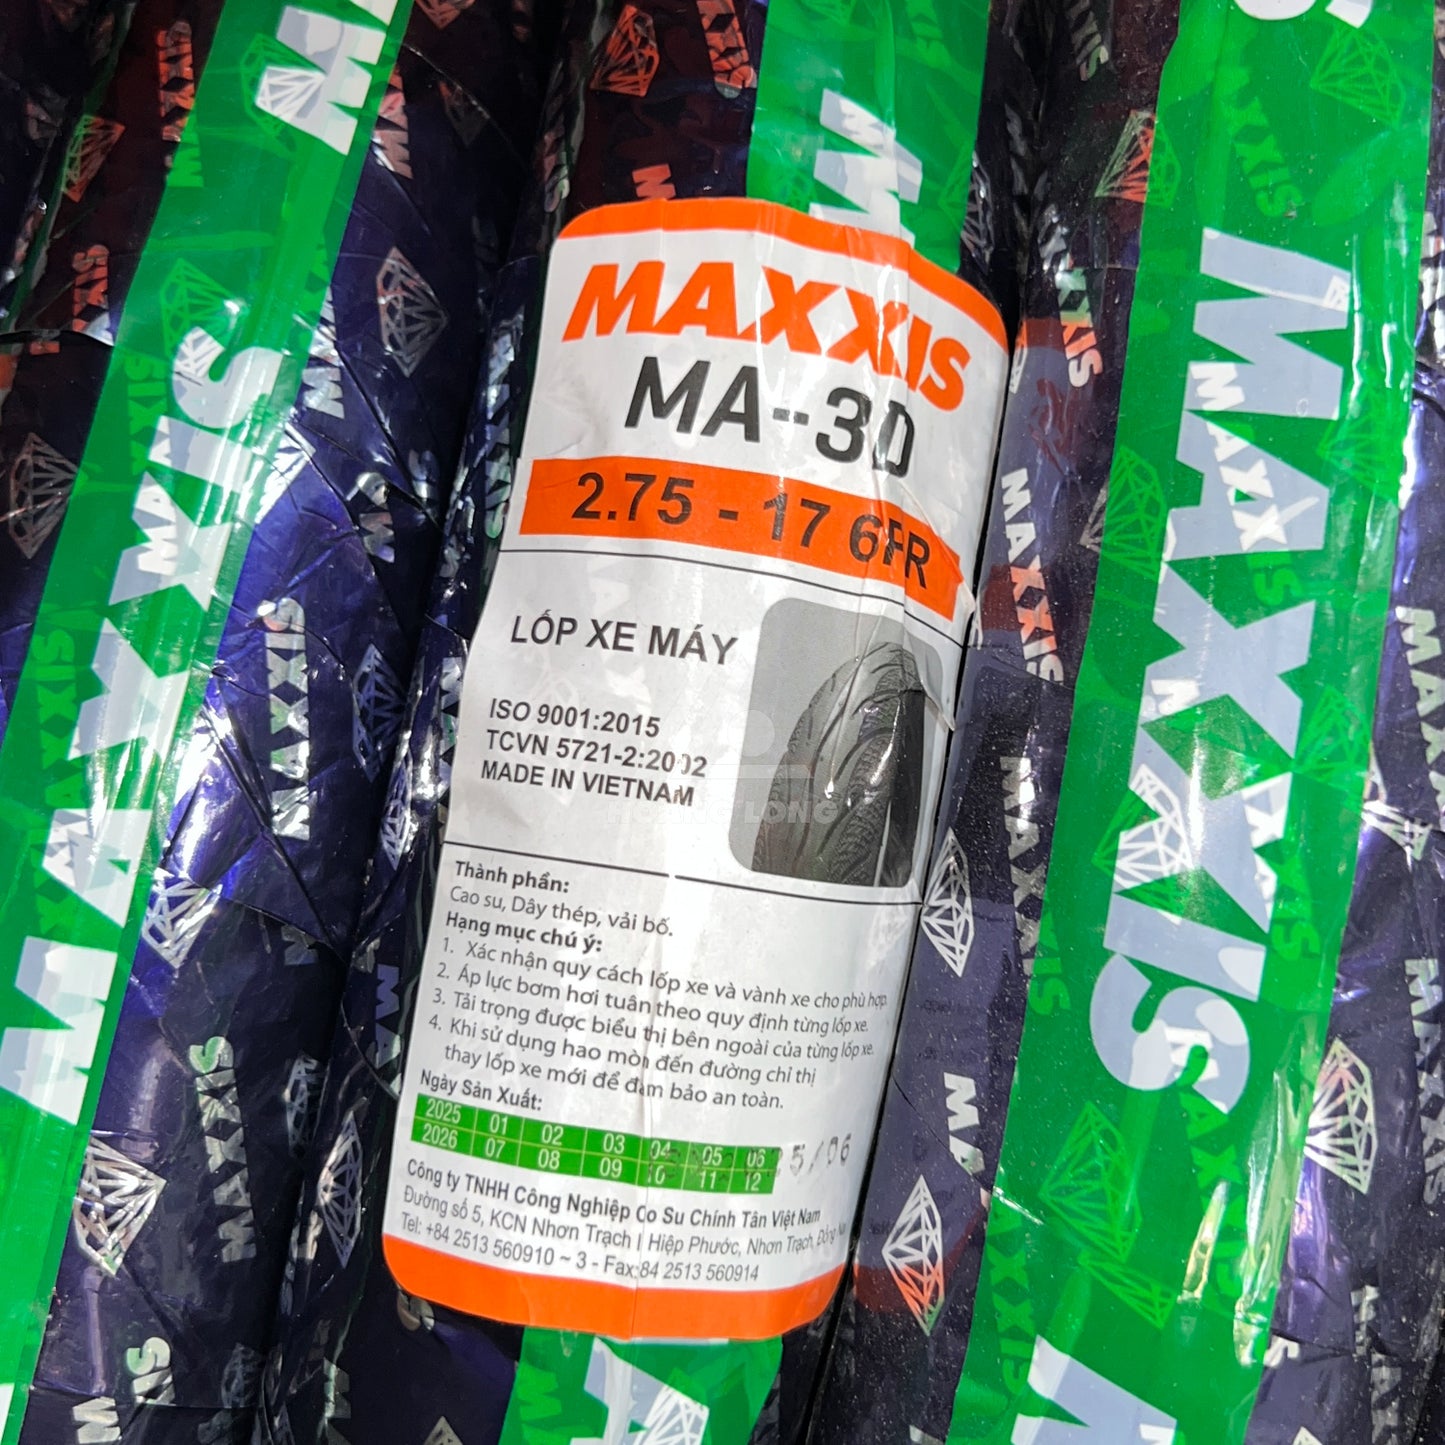 MAXXIS
MA-3D
2.75 - 17 6PR
LỐP XE MÁY
ISO 9001:2015
TCVN 5721-2:2002
MADE IN VIETNAM
HOANG LONG
Thành phần:
Cao su, Dây thép, vải bố.
Hạng mục chú ý:
1. Xác nhận quy cách lốp xe và vành xe cho phù hợp.
2. Áp lực bơm hơi tuân theo quy định từng lốp xe.
3. Tải trọng được biểu thị bên ngoài của từng lốp xe.
4. Khi sử dụng hao mòn đến đường chỉ thị
thay lốp xe mới để đảm bảo an toàn.
Ngày Sản Xuất:
2025 01 02 03 04 05 06
2026 07 08 09 10 11 12
5/06
Công ty TNHH Công Nghiệp Cao Su Chính Tân Việt Nam
Đường số 5, KCN Nhơn Trạch I Hiệp Phước, Nhơn Trạch, Đồng Nai
Tel: +84 2513 560910 ~ 3 - Fax:84 2513 560914
MAXXIS
MAXXIS